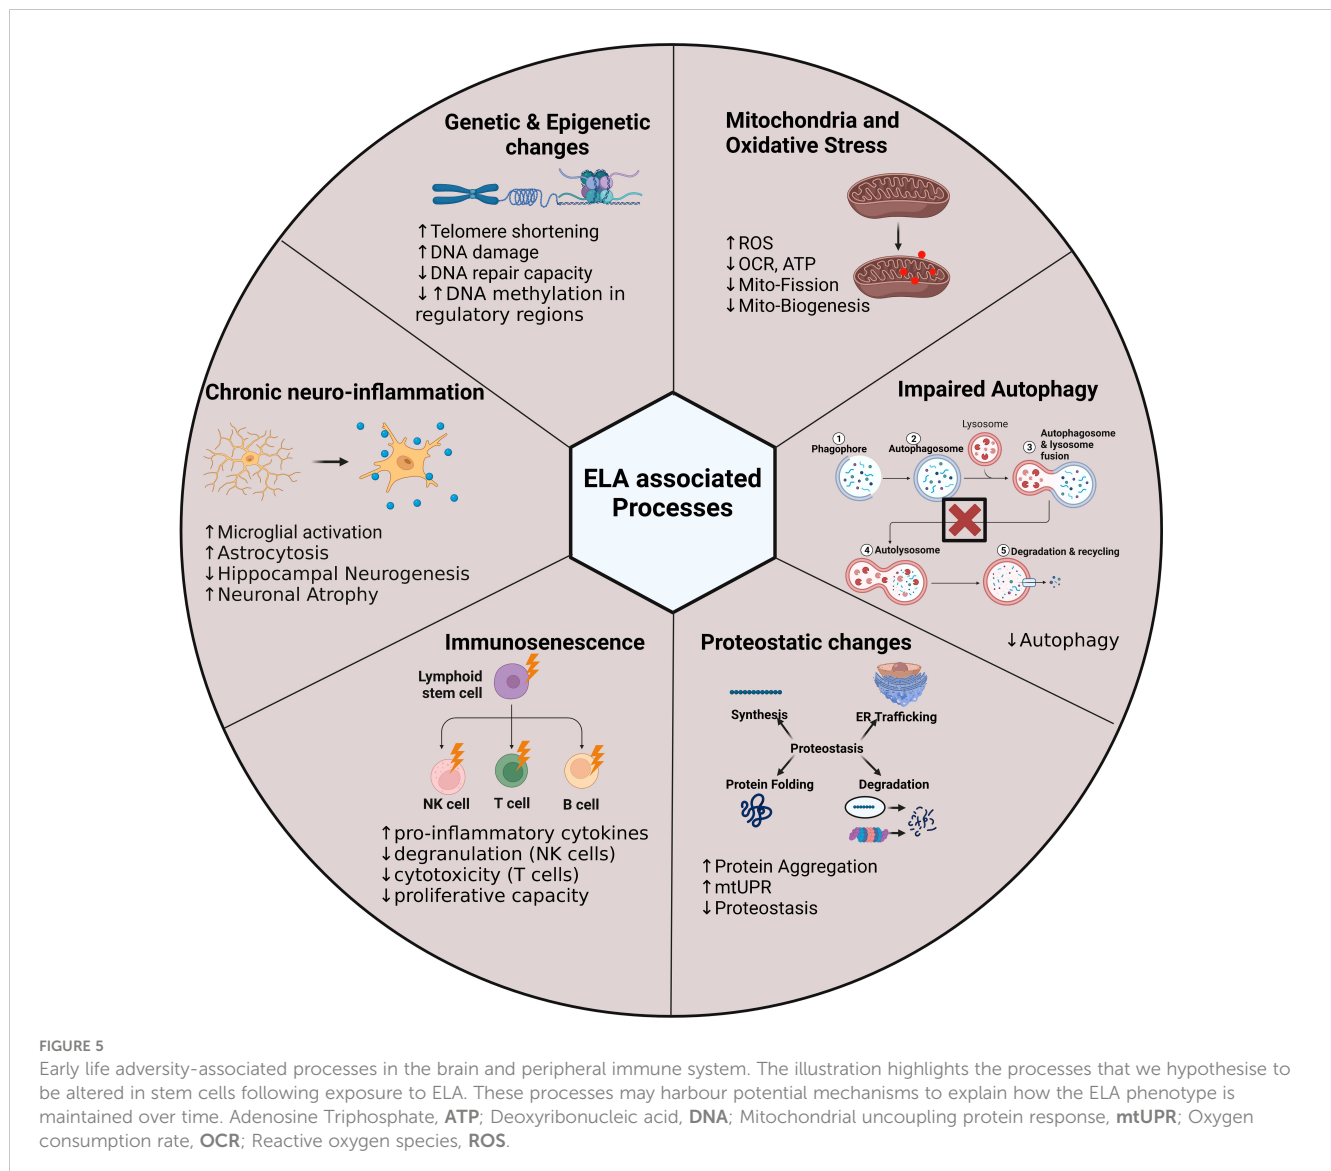 Genetic & Epigenetic
changes
↑Telomere shortening
↑DNA damage
↓DNA repair capacity
↓↑DNA methylation in
regulatory regions
Mitochondria and
Oxidative Stress
↑ROS
↓OCR, ATP
↓Mito-Fission
↓Mito-Biogenesis
Chronic neuro-inflammation
↑Microglial activation
↑Astrocytosis
↓Hippocampal Neurogenesis
↑Neuronal Atrophy
ELA associated
Processes
Impaired Autophagy
1
Phagophore
2
Autophagosome
Lysosome
3
Autophagosome
& lysosome
fusion
4 Autolysosome
5 Degradation & recycling
↓Autophagy
Immunosenescence
Lymphoid
stem cell
NK cell
T cell
B cell
↑pro-inflammatory cytokines
↓degranulation (NK cells)
↓cytotoxicity (T cells)
↓proliferative capacity
Proteostatic changes
Synthesis
ER Trafficking
Proteostasis
Protein Folding
Degradation
↑Protein Aggregation
↑mtUPR
↓Proteostasis
FIGURE 5
Early life adversity-associated processes in the brain and peripheral immune system. The illustration highlights the processes that we hypothesise to
be altered in stem cells following exposure to ELA. These processes may harbour potential mechanisms to explain how the ELA phenotype is
maintained over time. Adenosine Triphosphate, ATP; Deoxyribonucleic acid, DNA; Mitochondrial uncoupling protein response, mtUPR; Oxygen
consumption rate, OCR; Reactive oxygen species, ROS.